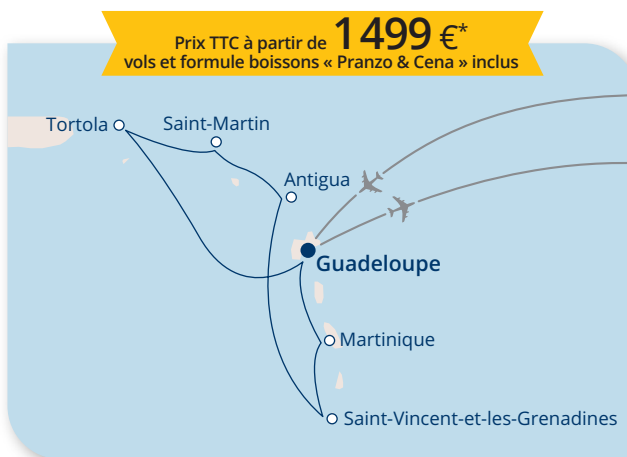 Prix TTC à partir de 1 499 €*
vols et formule boissons « Pranzo & Cena » inclus
Tortola
Saint-Martin
Antigua
Guadeloupe
Martinique
Saint-Vincent-et-les-Grenadines